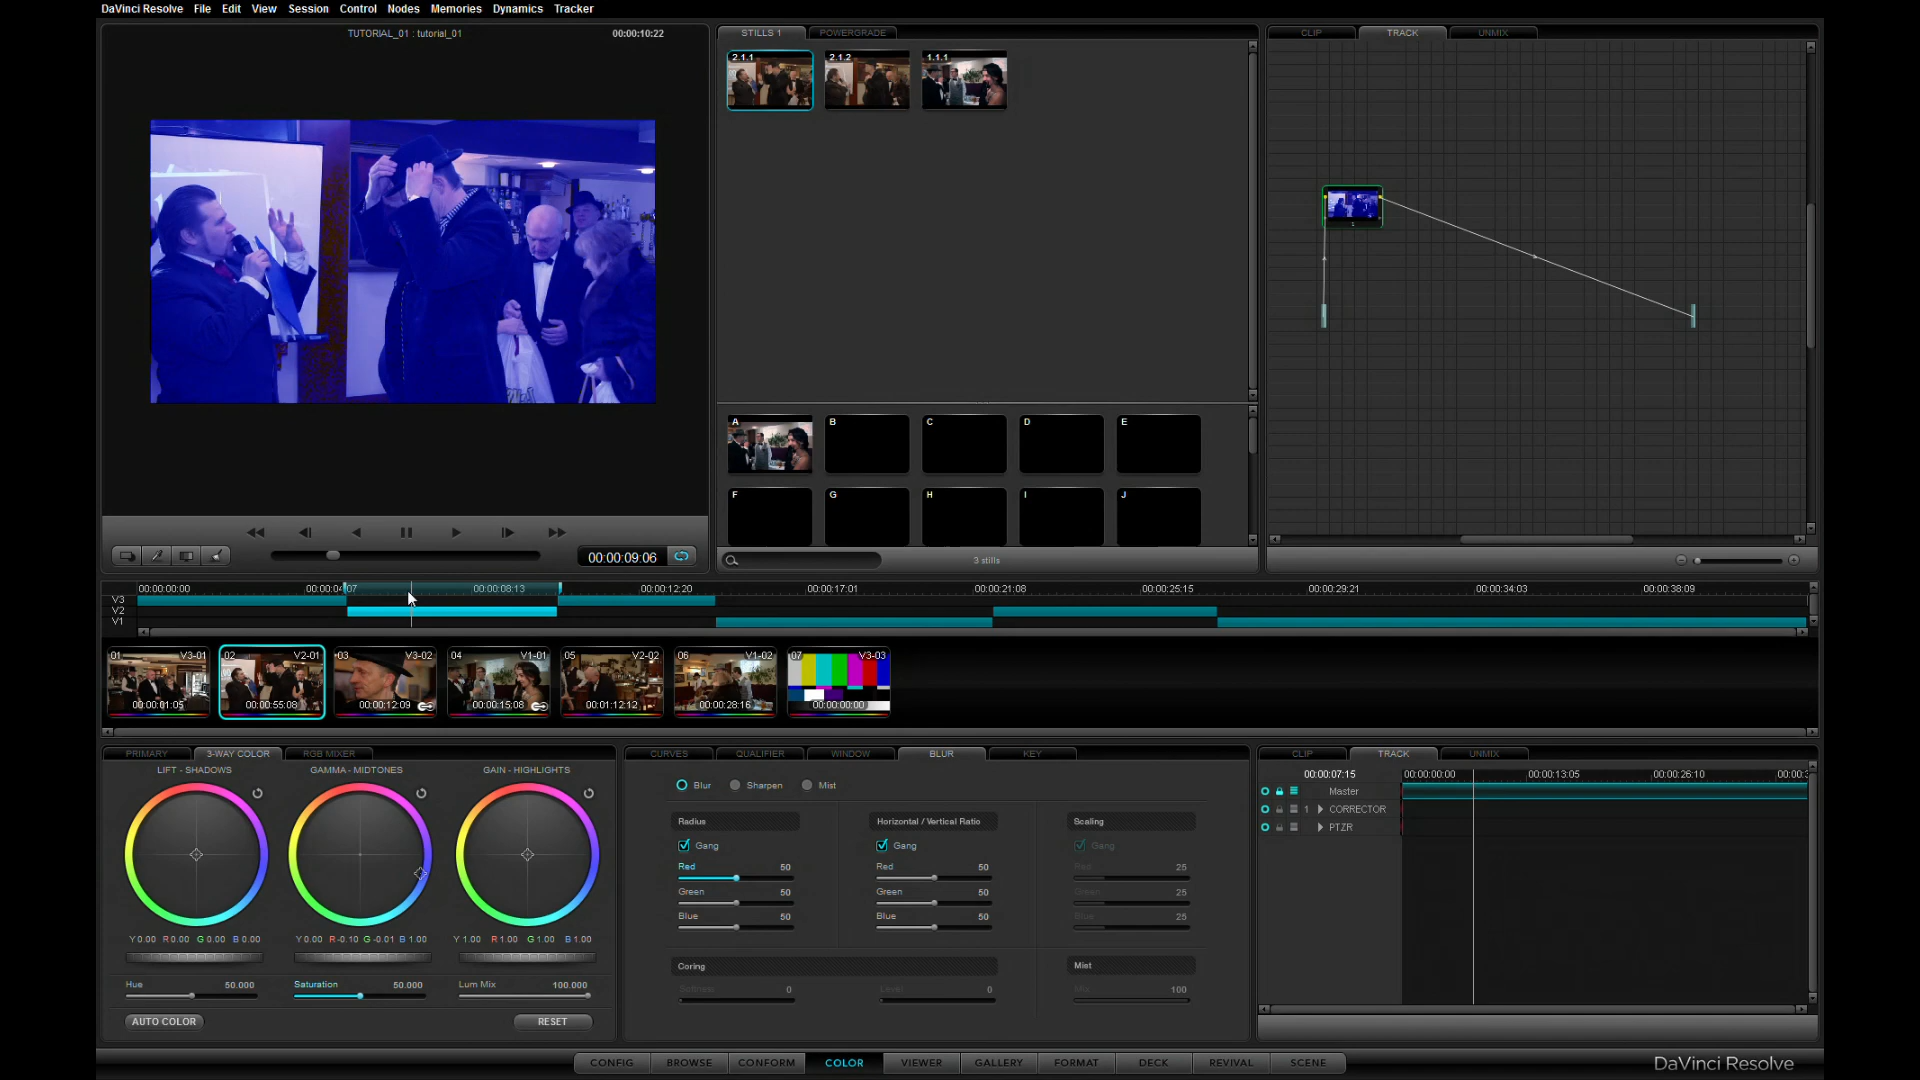 DaVinci Resolve File Edit View Session Control Nodes Memories Dynamics Tracker
TUTORIAL_01 : tutorial_01 00:00:10:22
STILLS 1 POWERGRADE
CLIP TRACK UNMIX
2.1.1 2.1.2 1.1.1
1
A B C D E
F G H I J
00:00:09:06
3 stills
00:00:00:00 00:00:04:07 00:00:08:13 00:00:12:20 00:00:17:01 00:00:21:08 00:00:25:15 00:00:29:21 00:00:34:03 00:00:38:09
V3
V2
V1
01 V3-01 02 V2-01 03 V3-02 04 V1-01 05 V2-02 06 V1-02 07 V3-03
00:00:01:05 00:00:55:08 00:00:12:09 00:00:15:08 00:01:12:12 00:00:28:16 00:00:00:00
PRIMARY 3-WAY COLOR RGB MIXER
LIFT - SHADOWS GAMMA - MIDTONES GAIN - HIGHLIGHTS
Y 0.00 R 0.00 G 0.00 B 0.00 Y 0.00 R -0.10 G -0.01 B 1.00 Y 1.00 R 1.00 G 1.00 B 1.00
Hue 50.000 Saturation 50.000 Lum Mix 100.000
AUTO COLOR RESET
CURVES QUALIFIER WINDOW BLUR KEY
Blur Sharpen Mist
Radius Horizontal / Vertical Ratio Scaling
Gang Gang Gang
Red 50 Red 50 Red 25
Green 50 Green 50 Green 25
Blue 50 Blue 50 Blue 25
Coring Mist
Softness 0 Level 0 Mix 100
CLIP TRACK UNMIX
00:00:07:15 00:00:00:00 00:00:13:05 00:00:26:10
Master
1 CORRECTOR
PTZR
CONFIG BROWSE CONFORM COLOR VIEWER GALLERY FORMAT DECK REVIVAL SCENE
DaVinci Resolve